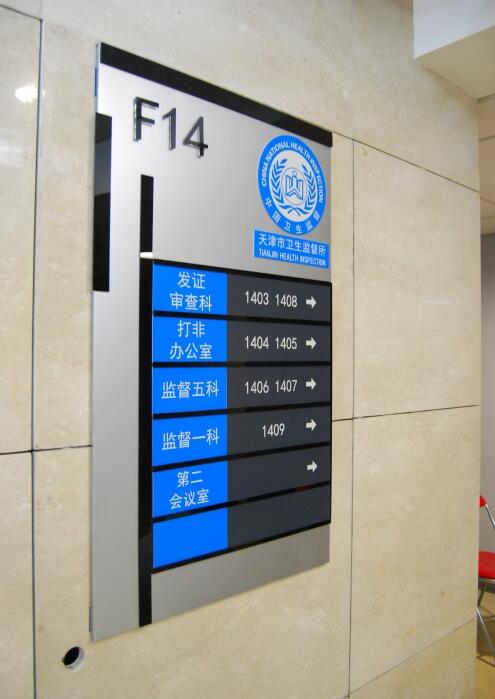 F14
CHINA NATIONAL HEALTH INSPECTION
中国卫生监督
天津市卫生监督所
TIANJIN HEALTH INSPECTION
发证
审查科
1403 1408 →
打非
办公室
1404 1405 →
监督五科
1406 1407 →
监督一科
1409 →
第二
会议室
→